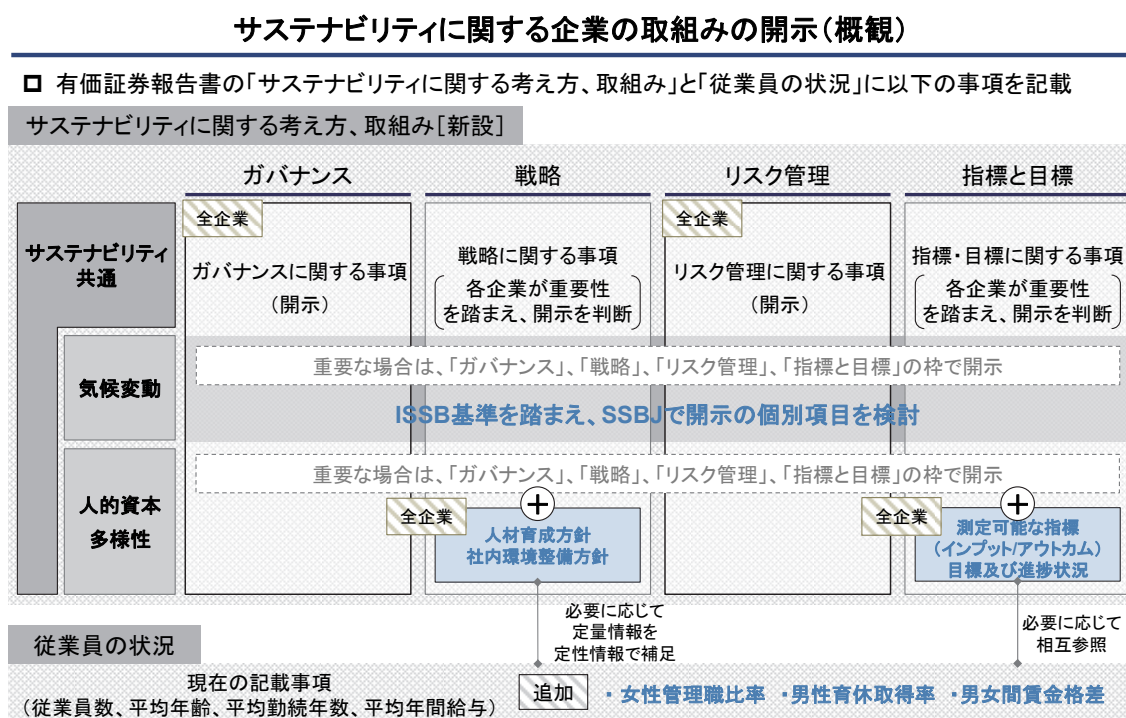 サステナビリティに関する企業の取組みの開示（概観）
有価証券報告書の「サステナビリティに関する考え方、取組み」と「従業員の状況」に以下の事項を記載
サステナビリティに関する考え方、取組み［新設］
ガバナンス
戦略
リスク管理
指標と目標
サステナビリティ
共通
全企業
ガバナンスに関する事項
（開示）
戦略に関する事項
各企業が重要性
を踏まえ、開示を判断
全企業
リスク管理に関する事項
（開示）
指標・目標に関する事項
各企業が重要性
を踏まえ、開示を判断
気候変動
重要な場合は、「ガバナンス」、「戦略」、「リスク管理」、「指標と目標」の枠で開示
ISSB基準を踏まえ、SSBJで開示の個別項目を検討
人的資本
多様性
重要な場合は、「ガバナンス」、「戦略」、「リスク管理」、「指標と目標」の枠で開示
＋
全企業
人材育成方針
社内環境整備方針
＋
全企業
測定可能な指標
（インプット/アウトカム）
目標及び進捗状況
必要に応じて
定量情報を
定性情報で補足
必要に応じて
相互参照
従業員の状況
現在の記載事項
（従業員数、平均年齢、平均勤続年数、平均年間給与）
追加
・女性管理職比率 ・男性育休取得率 ・男女間賃金格差